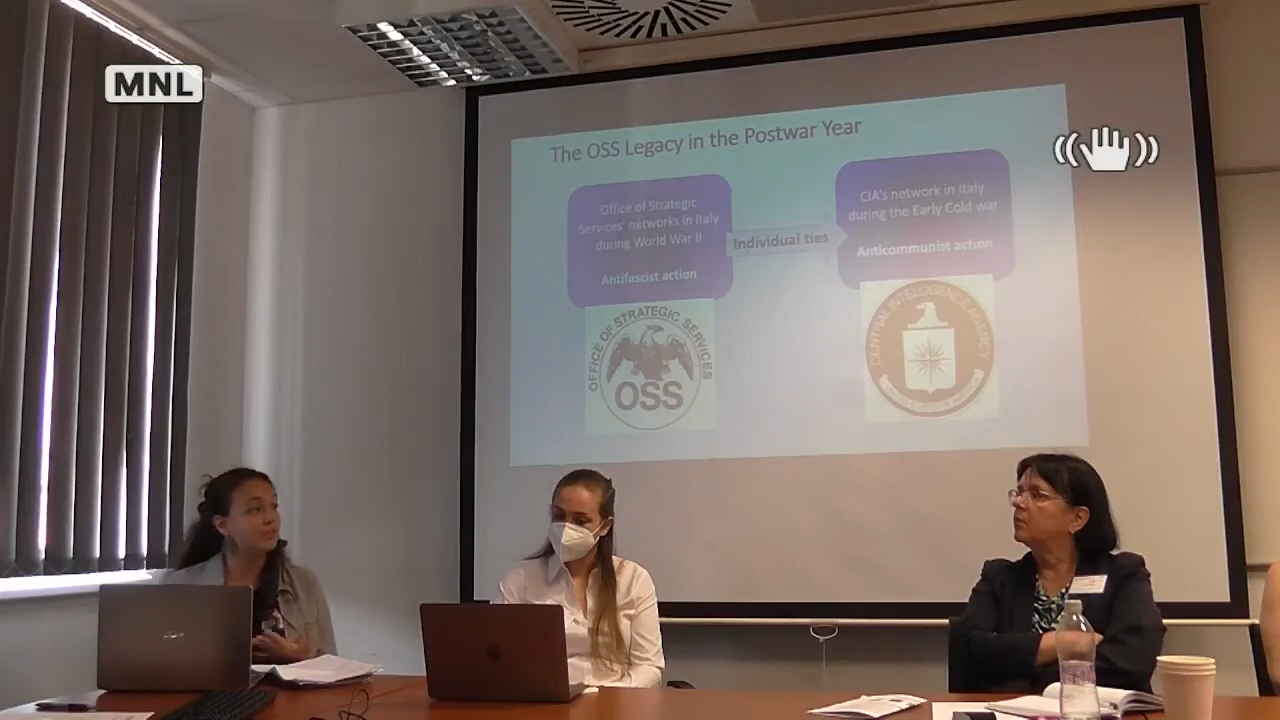 MNL
The OSS Legacy in the Postwar Year
Office of Strategic
Services' networks in Italy
during World War II
Antifascist action
Individual ties
CIA's network in Italy
during the Early Cold war
Anticommunist action
OFFICE OF STRATEGIC SERVICES
OSS
CENTRAL INTELLIGENCE AGENCY